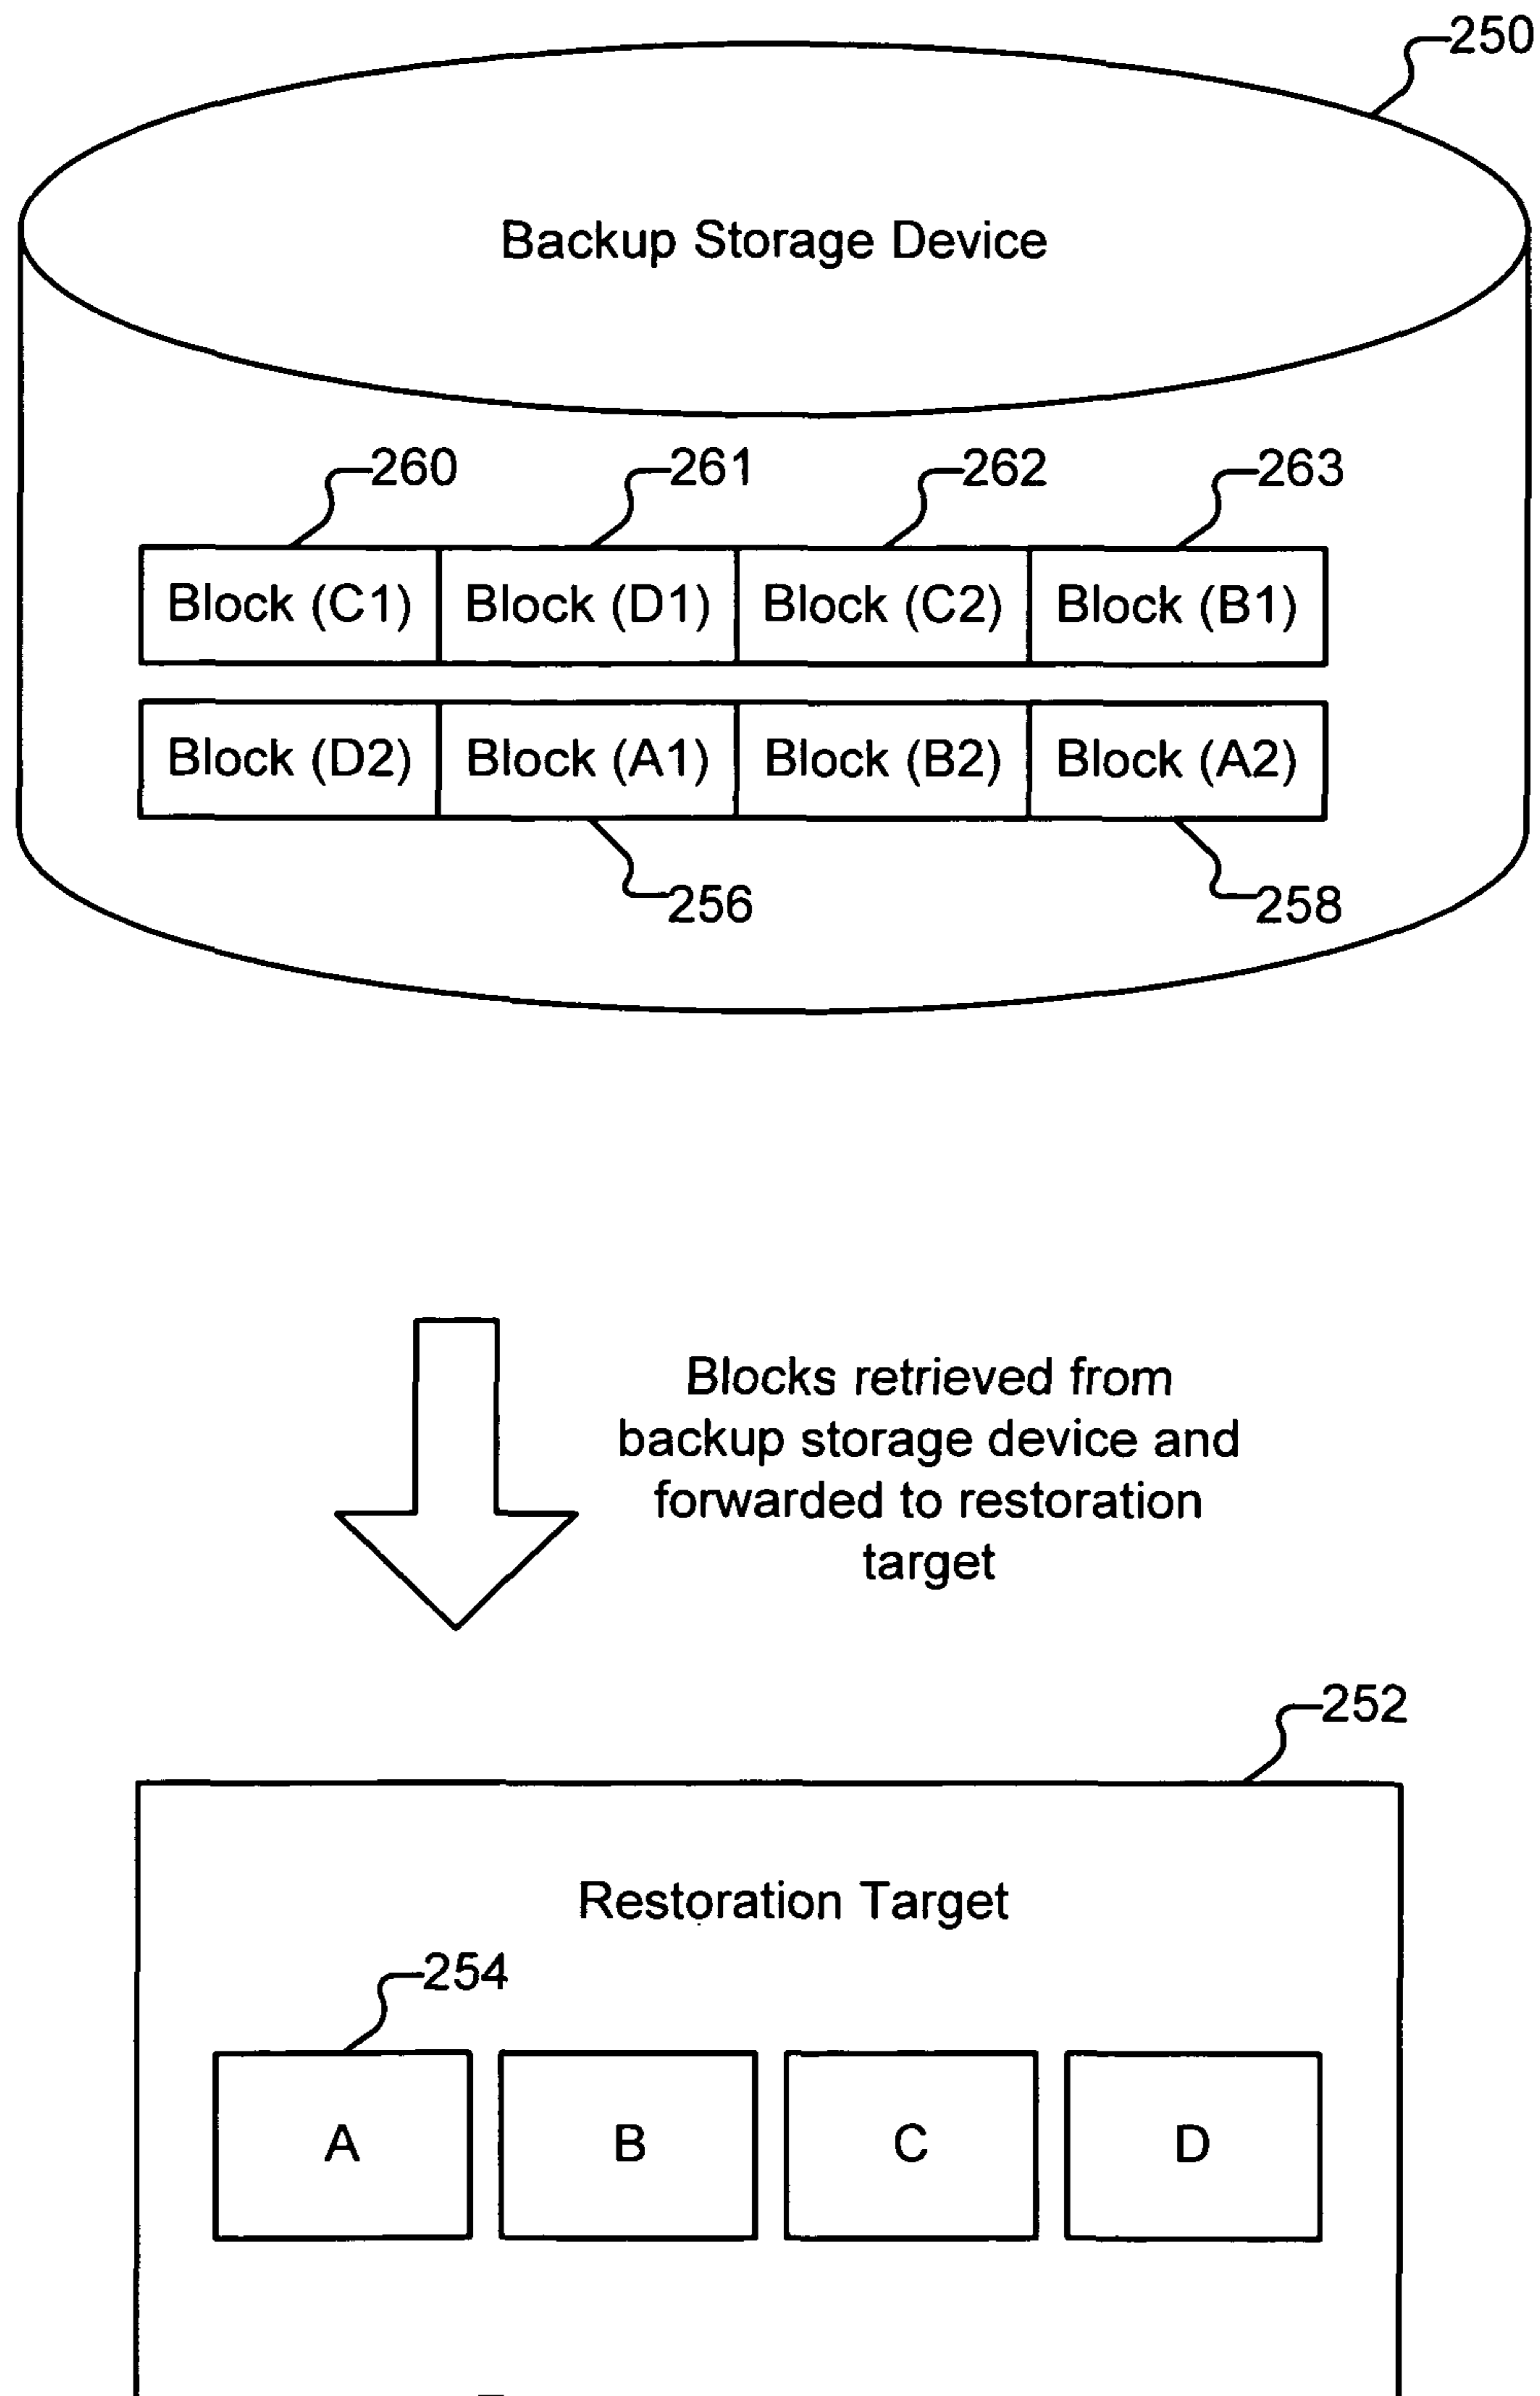 250
Backup Storage Device
260
261
262
263
Block (C1)
Block (D1)
Block (C2)
Block (B1)
Block (D2)
Block (A1)
Block (B2)
Block (A2)
256
258
Blocks retrieved from
backup storage device and
forwarded to restoration
target
252
Restoration Target
254
A
B
C
D